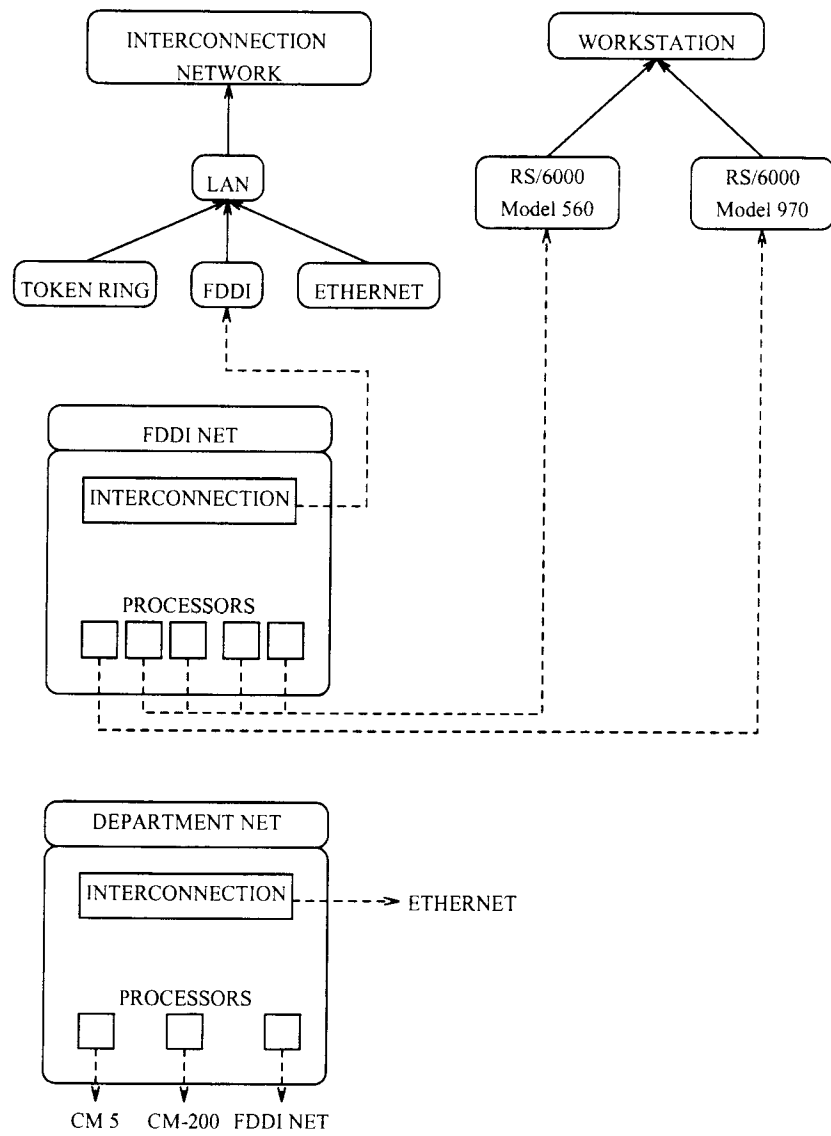 INTERCONNECTION
NETWORK
WORKSTATION
LAN
RS/6000
Model 560
RS/6000
Model 970
TOKEN RING
FDDI
ETHERNET
FDDI NET
INTERCONNECTION
PROCESSORS
DEPARTMENT NET
INTERCONNECTION
ETHERNET
PROCESSORS
CM 5
CM-200
FDDI NET